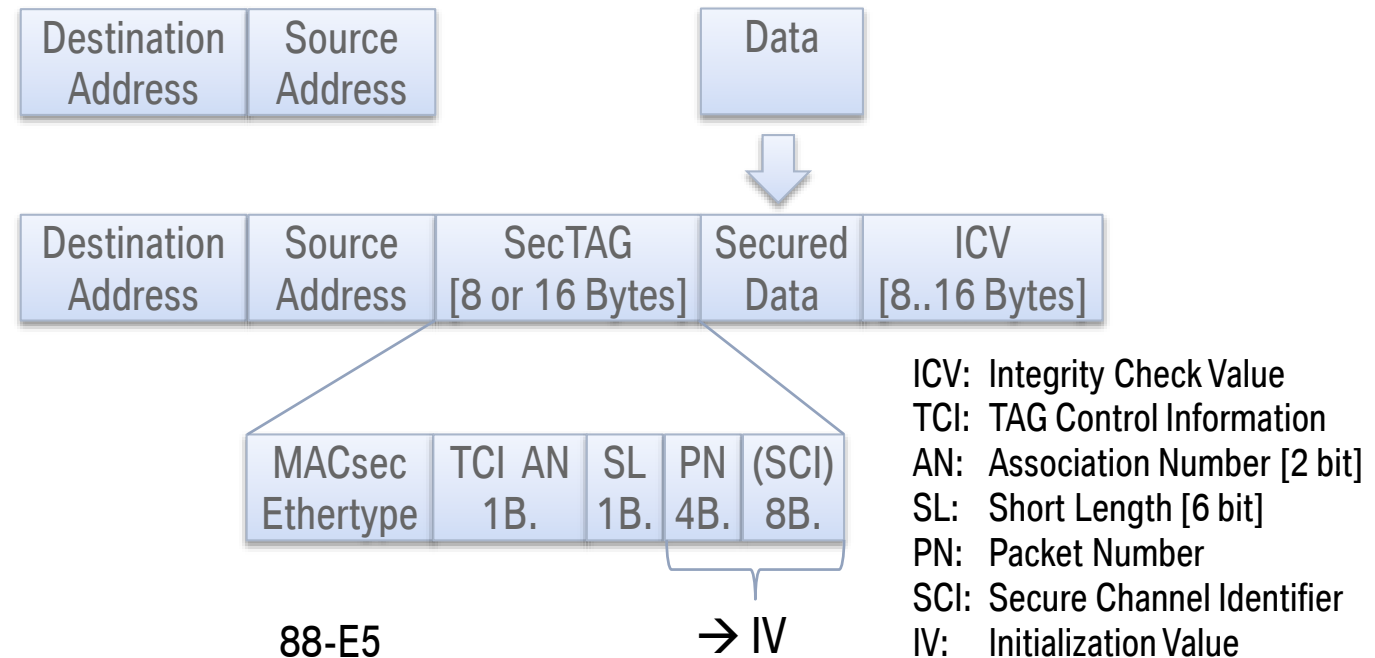 Destination Address
Source Address
Data
Destination Address
Source Address
SecTAG [8 or 16 Bytes]
Secured Data
ICV [8..16 Bytes]
MACsec Ethertype
TCI AN 1B.
SL 1B.
PN 4B.
(SCI) 8B.
88-E5
→ IV
ICV: Integrity Check Value
TCI: TAG Control Information
AN: Association Number [2 bit]
SL: Short Length [6 bit]
PN: Packet Number
SCI: Secure Channel Identifier
IV: Initialization Value